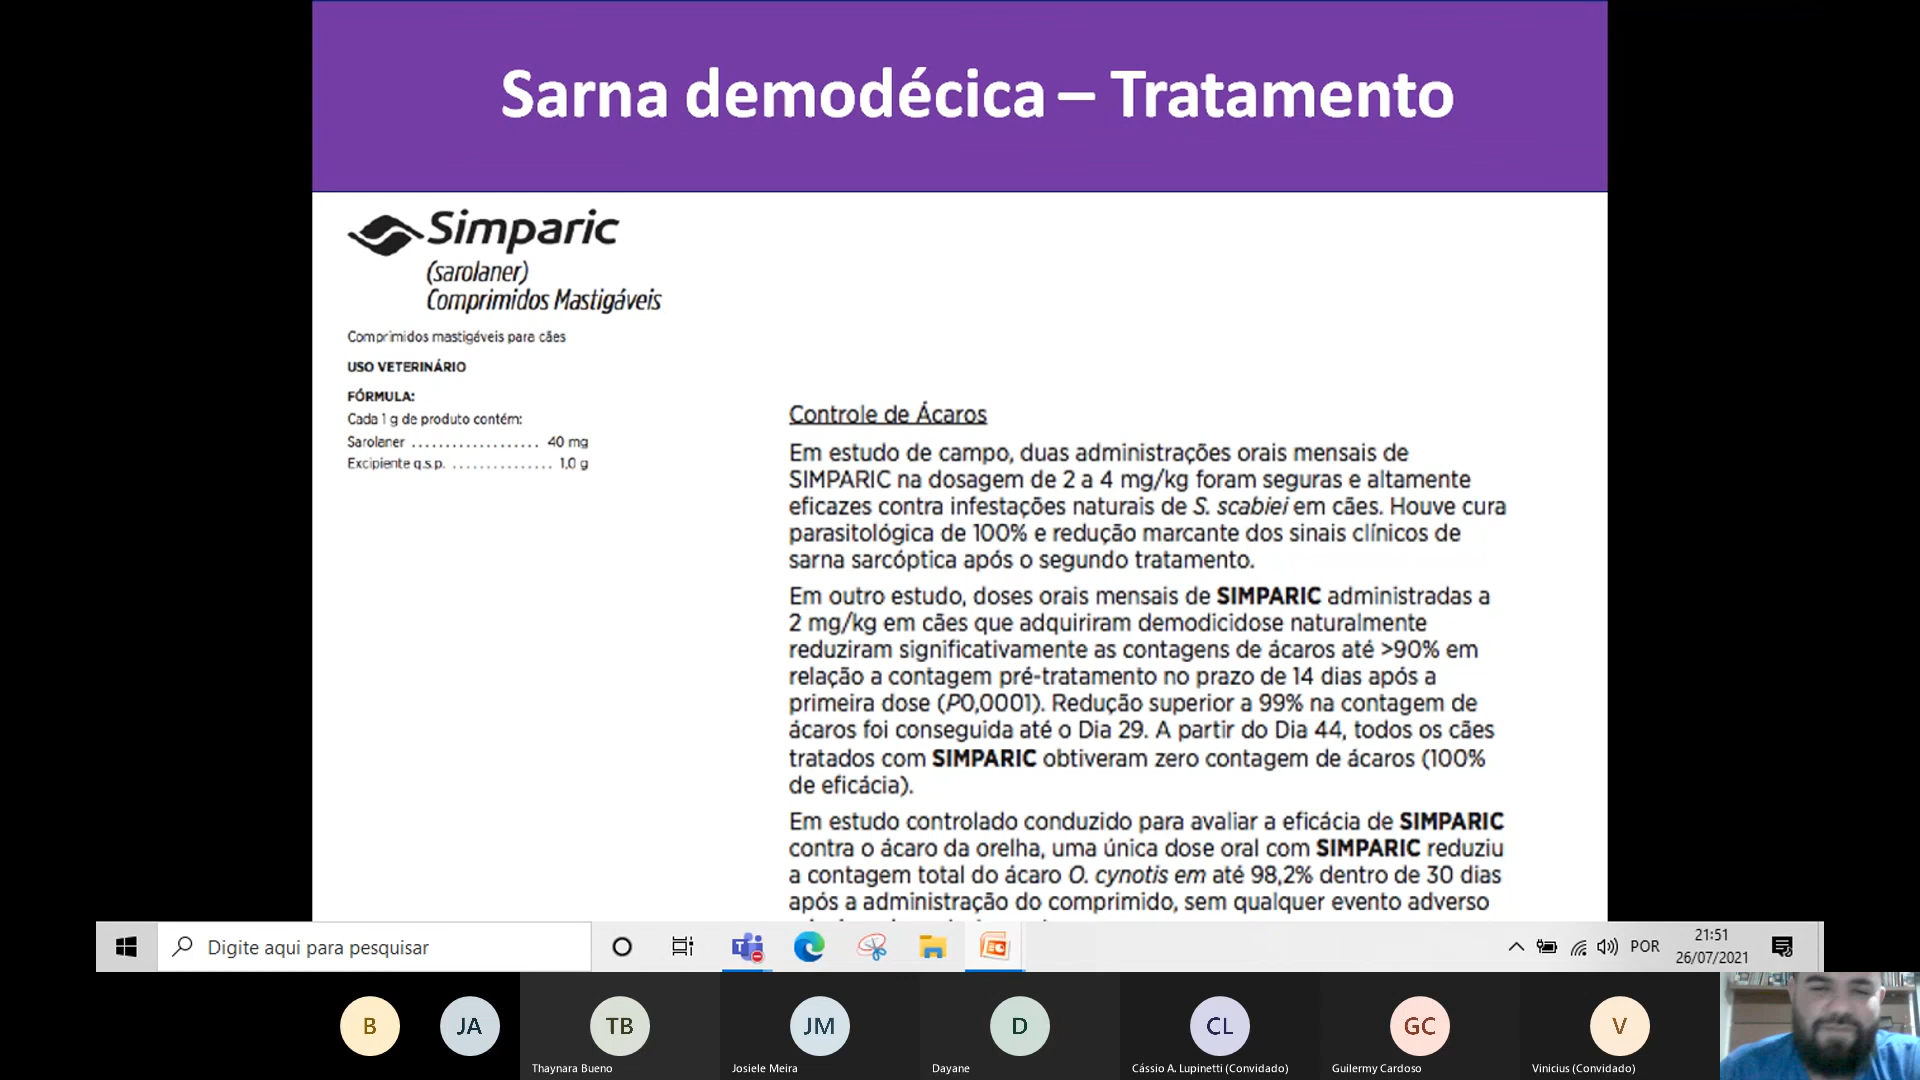 Sarna demodécica – Tratamento
Simparic
(sarolaner)
Comprimidos Mastigáveis
Comprimidos mastigáveis para cães
USO VETERINÁRIO
FÓRMULA:
Cada 1 g de produto contém:
Sarolaner ................... 40 mg
Excipiente q.s.p. ............... 1,0 g
Controle de Ácaros
Em estudo de campo, duas administrações orais mensais de
SIMPARIC na dosagem de 2 a 4 mg/kg foram seguras e altamente
eficazes contra infestações naturais de S. scabiei em cães. Houve cura
parasitológica de 100% e redução marcante dos sinais clínicos de
sarna sarcóptica após o segundo tratamento.
Em outro estudo, doses orais mensais de SIMPARIC administradas a
2 mg/kg em cães que adquiriram demodicidose naturalmente
reduziram significativamente as contagens de ácaros até >90% em
relação a contagem pré-tratamento no prazo de 14 dias após a
primeira dose (P0,0001). Redução superior a 99% na contagem de
ácaros foi conseguida até o Dia 29. A partir do Dia 44, todos os cães
tratados com SIMPARIC obtiveram zero contagem de ácaros (100%
de eficácia).
Em estudo controlado conduzido para avaliar a eficácia de SIMPARIC
contra o ácaro da orelha, uma única dose oral com SIMPARIC reduziu
a contagem total do ácaro O. cynotis em até 98,2% dentro de 30 dias
após a administração do comprimido, sem qualquer evento adverso
Digite aqui para pesquisar
POR
21:51
26/07/2021
B
JA
TB
JM
D
CL
GC
V
Thaynara Bueno
Josiele Meira
Dayane
Cássio A. Lupinetti (Convidado)
Guilermy Cardoso
Vinicius (Convidado)